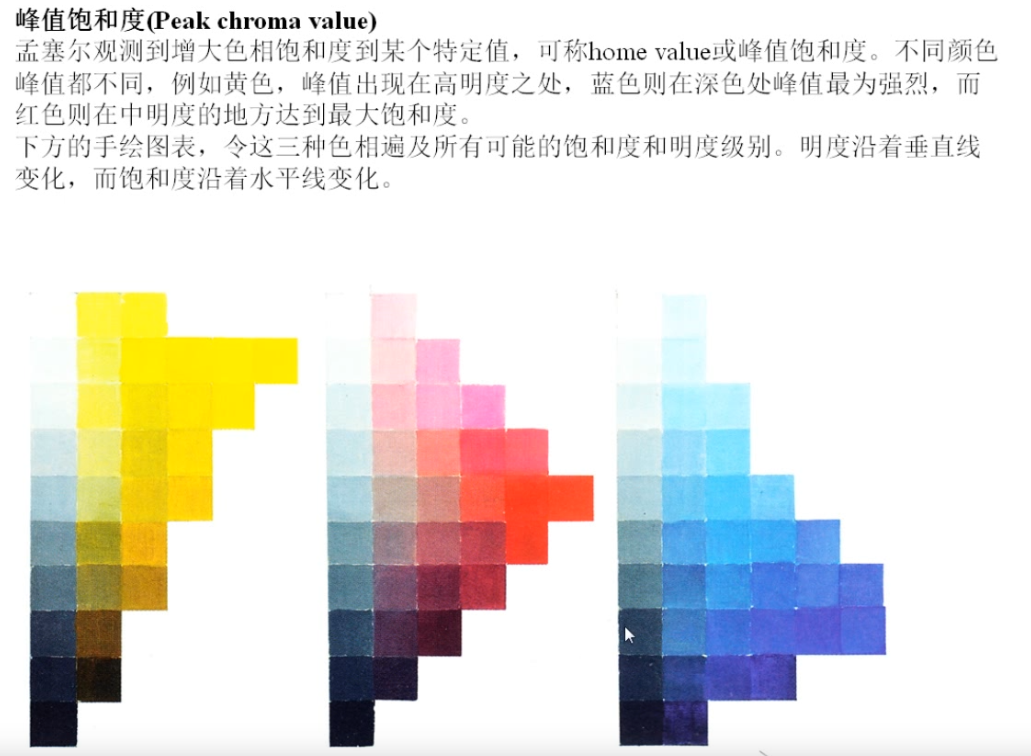 峰值饱和度(Peak chroma value)
孟塞尔观测到增大色相饱和度到某个特定值，可称home value或峰值饱和度。不同颜色
峰值都不同，例如黄色，峰值出现在高明度之处，蓝色则在深色处峰值最为强烈，而
红色则在中明度的地方达到最大饱和度。
下方的手绘图表，令这三种色相遍及所有可能的饱和度和明度级别。明度沿着垂直线
变化，而饱和度沿着水平线变化。